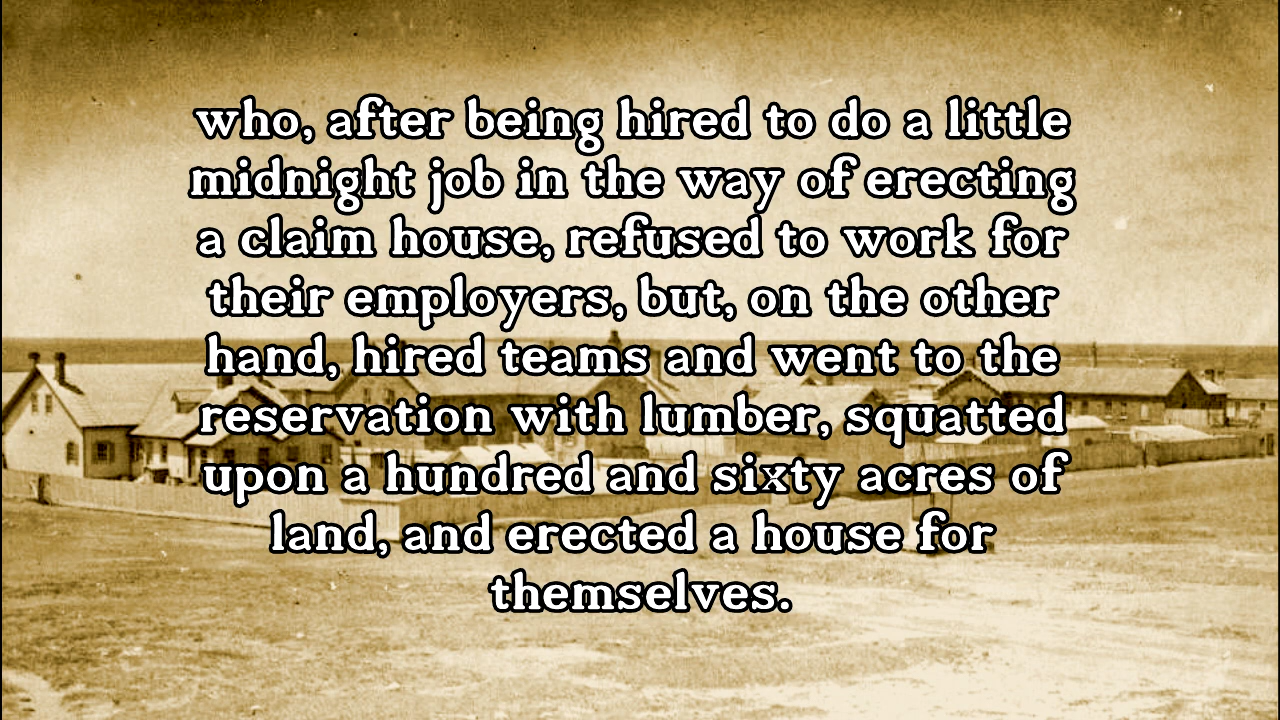 who, after being hired to do a little
midnight job in the way of erecting
a claim house, refused to work for
their employers, but, on the other
hand, hired teams and went to the
reservation with lumber, squatted
upon a hundred and sixty acres of
land, and erected a house for
themselves.